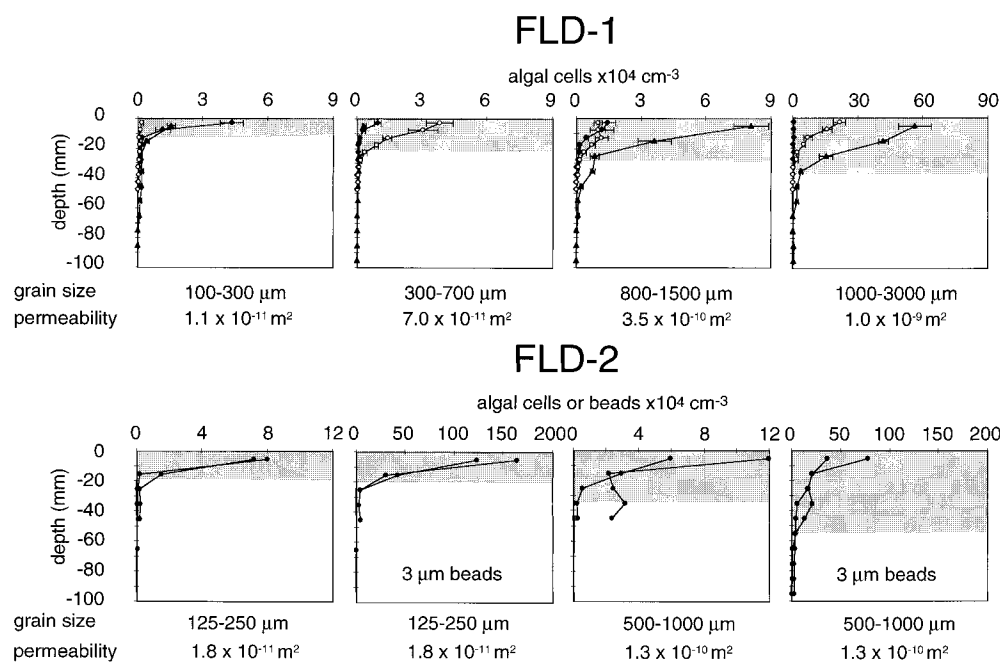 FLD-1
algal cells x10⁴ cm⁻³
0 3 6 9 0 3 6 9 0 3 6 9 0 30 60 90
0
-20
-40
-60
-80
-100
depth (mm)
grain size 100-300 µm 300-700 µm 800-1500 µm 1000-3000 µm
permeability 1.1 x 10⁻¹¹ m² 7.0 x 10⁻¹¹ m² 3.5 x 10⁻¹⁰ m² 1.0 x 10⁻⁹ m²
FLD-2
algal cells or beads x10⁴ cm⁻³
0 4 8 12 0 50 100 150 200 0 4 8 12 0 50 100 150 200
0
-20
-40
-60
-80
-100
depth (mm)
3 µm beads 3 µm beads
grain size 125-250 µm 125-250 µm 500-1000 µm 500-1000 µm
permeability 1.8 x 10⁻¹¹ m² 1.8 x 10⁻¹¹ m² 1.3 x 10⁻¹⁰ m² 1.3 x 10⁻¹⁰ m²